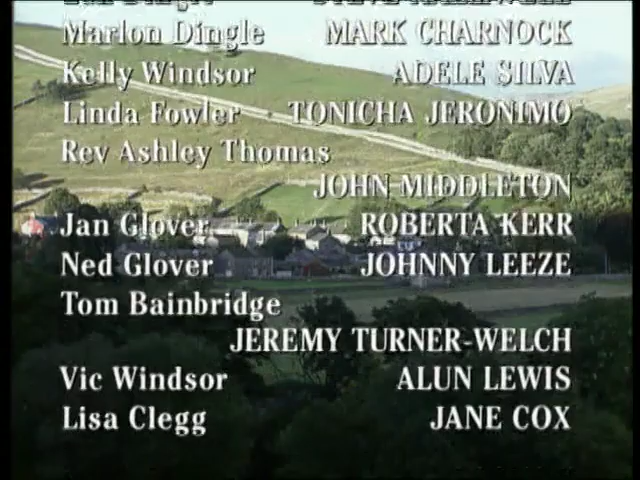 Marlon Dingle MARK CHARNOCK
Kelly Windsor ADELE SILVA
Linda Fowler TONICHA JERONIMO
Rev Ashley Thomas
JOHN MIDDLETON
Jan Glover ROBERTA KERR
Ned Glover JOHNNY LEEZE
Tom Bainbridge
JEREMY TURNER-WELCH
Vic Windsor ALUN LEWIS
Lisa Clegg JANE COX